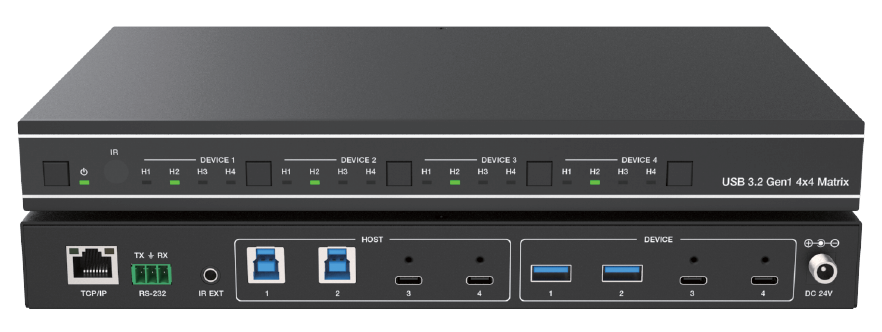 IR
DEVICE 1
DEVICE 2
DEVICE 3
DEVICE 4
H1 H2 H3 H4
H1 H2 H3 H4
H1 H2 H3 H4
H1 H2 H3 H4
USB 3.2 Gen1 4x4 Matrix
HOST
DEVICE
TX RX
TCP/IP
RS-232
IR EXT
1
2
3
4
1
2
3
4
DC 24V